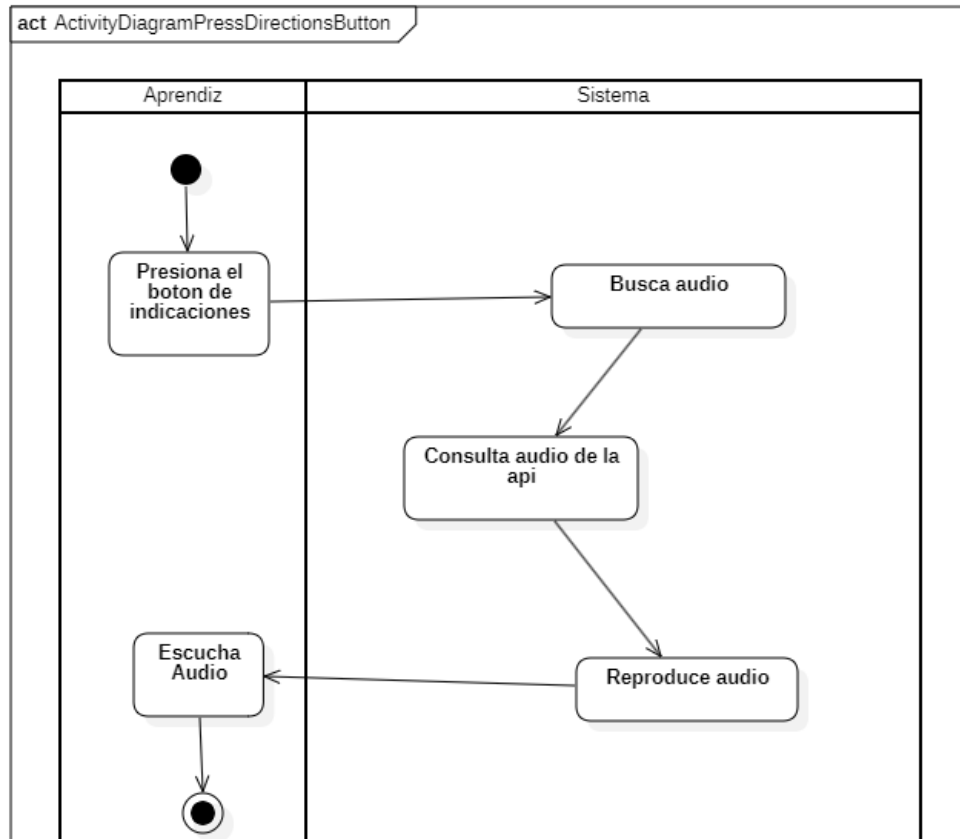 act ActivityDiagramPressDirectionsButton
Aprendiz
Sistema
Presiona el
boton de
indicaciones
Busca audio
Consulta audio de la
api
Reproduce audio
Escucha
Audio